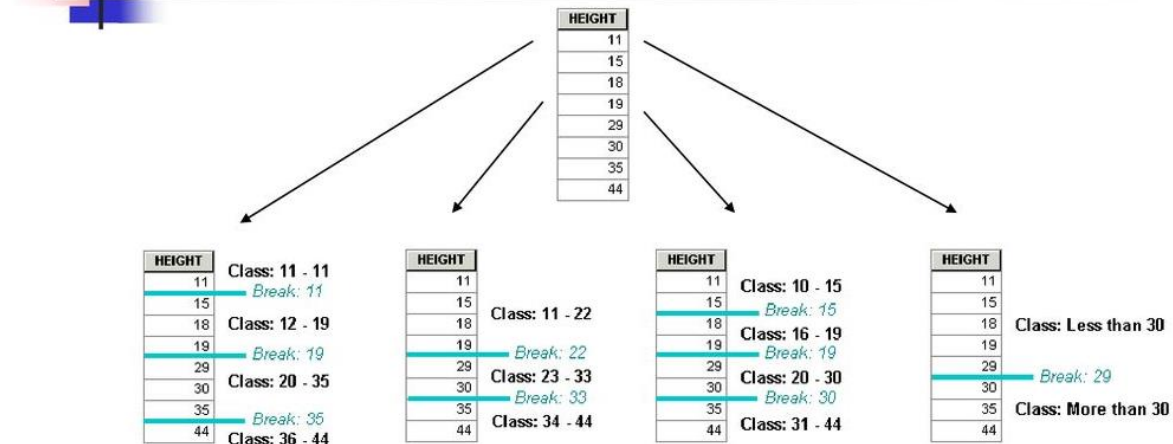 HEIGHT
11
15
18
19
29
30
35
44
HEIGHT
11
15
18
19
29
30
35
44
Class: 11 - 11
Break: 11
Class: 12 - 19
Break: 19
Class: 20 - 35
Break: 35
Class: 36 - 44
HEIGHT
11
15
18
19
29
30
35
44
Class: 11 - 22
Break: 22
Class: 23 - 33
Break: 33
Class: 34 - 44
HEIGHT
11
15
18
19
29
30
35
44
Class: 10 - 15
Break: 15
Class: 16 - 19
Break: 19
Class: 20 - 30
Break: 30
Class: 31 - 44
HEIGHT
11
15
18
19
29
30
35
44
Class: Less than 30
Break: 29
Class: More than 30